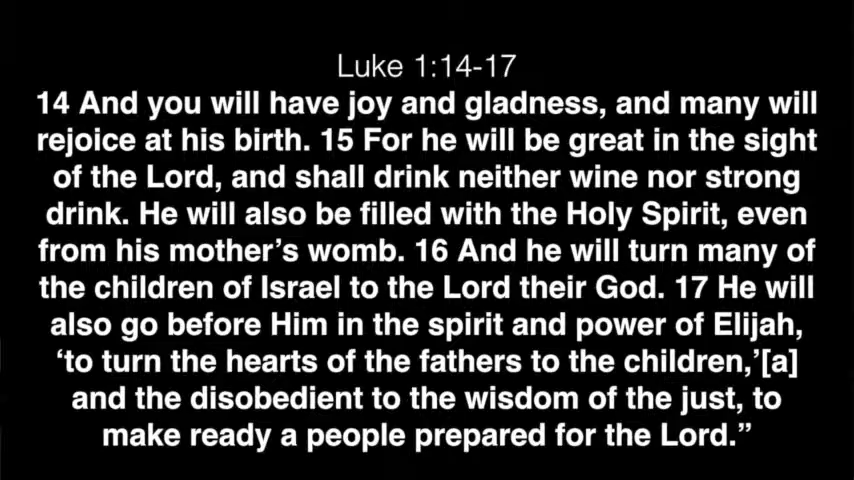 Luke 1:14-17
14 And you will have joy and gladness, and many will
rejoice at his birth. 15 For he will be great in the sight
of the Lord, and shall drink neither wine nor strong
drink. He will also be filled with the Holy Spirit, even
from his mother’s womb. 16 And he will turn many of
the children of Israel to the Lord their God. 17 He will
also go before Him in the spirit and power of Elijah,
‘to turn the hearts of the fathers to the children,’[a]
and the disobedient to the wisdom of the just, to
make ready a people prepared for the Lord.”